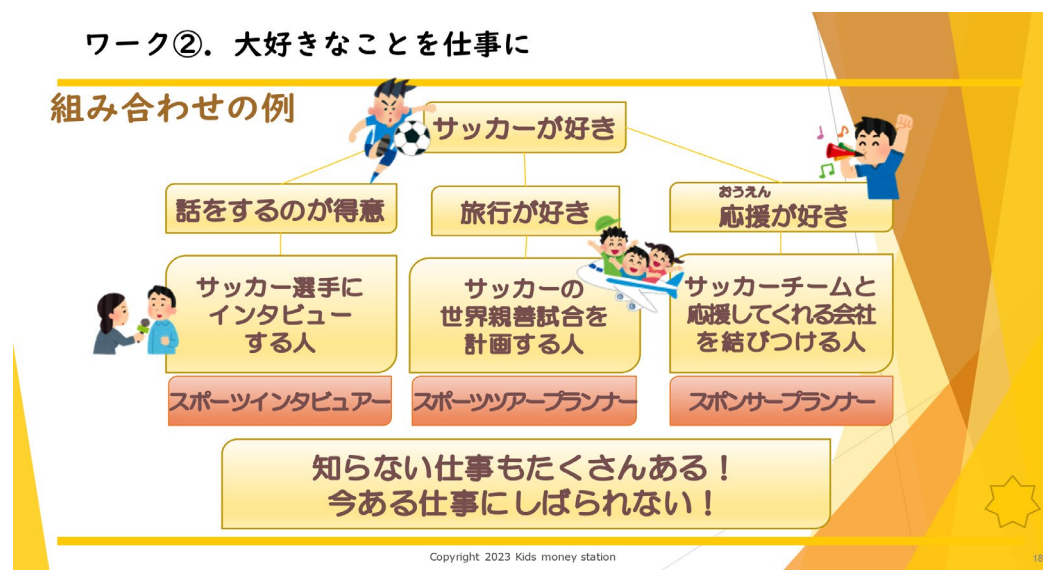 ワーク②．大好きなことを仕事に
組み合わせの例
サッカーが好き
話をするのが得意
旅行が好き
おうえん
応援が好き
サッカー選手に
インタビュー
する人
サッカーの
世界親善試合を
計画する人
サッカーチームと
応援してくれる会社
を結びつける人
スポーツインタビュアー
スポーツツアープランナー
スポンサープランナー
知らない仕事もたくさんある！
今ある仕事にしばられない！
Copyright 2023 Kids money station
18